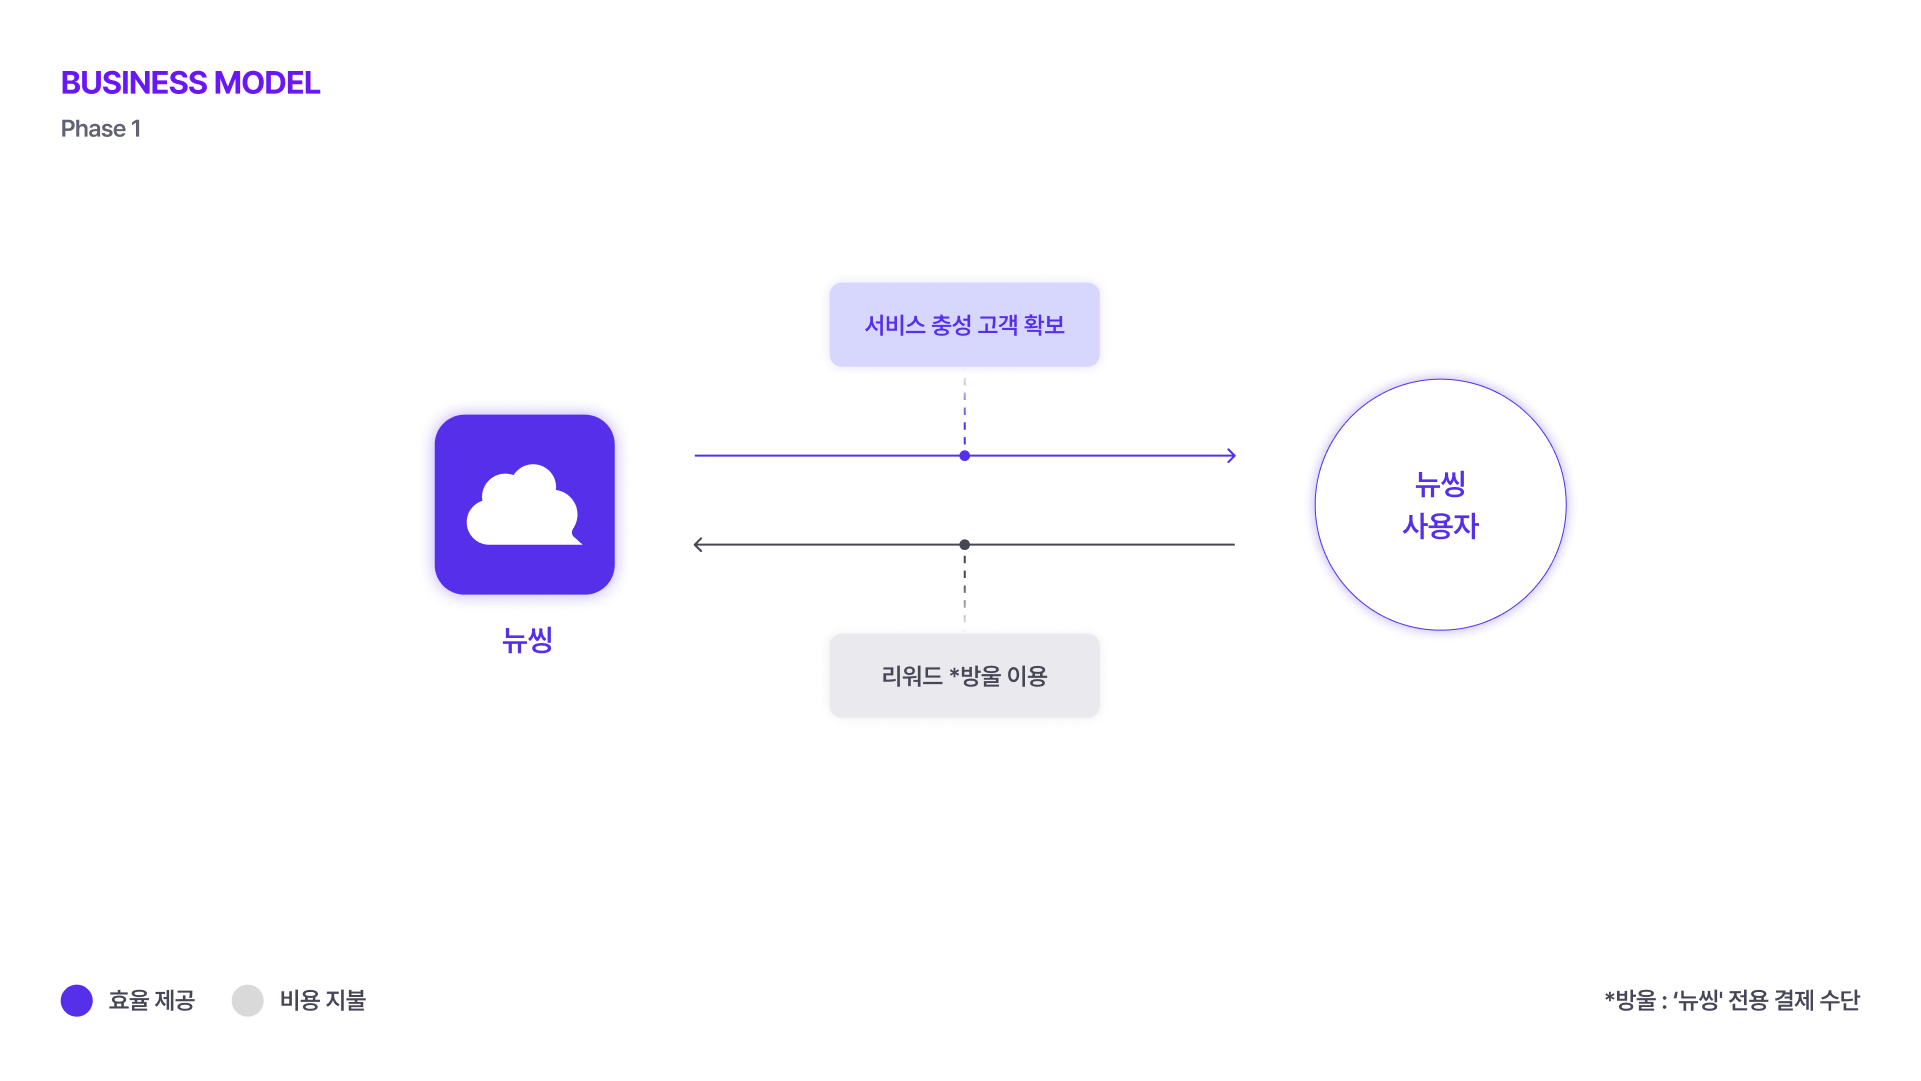 BUSINESS MODEL
Phase 1
서비스 충성 고객 확보
뉴씽
사용자
뉴씽
리워드 *방울 이용
효율 제공
비용 지불
*방울 : ‘뉴씽' 전용 결제 수단